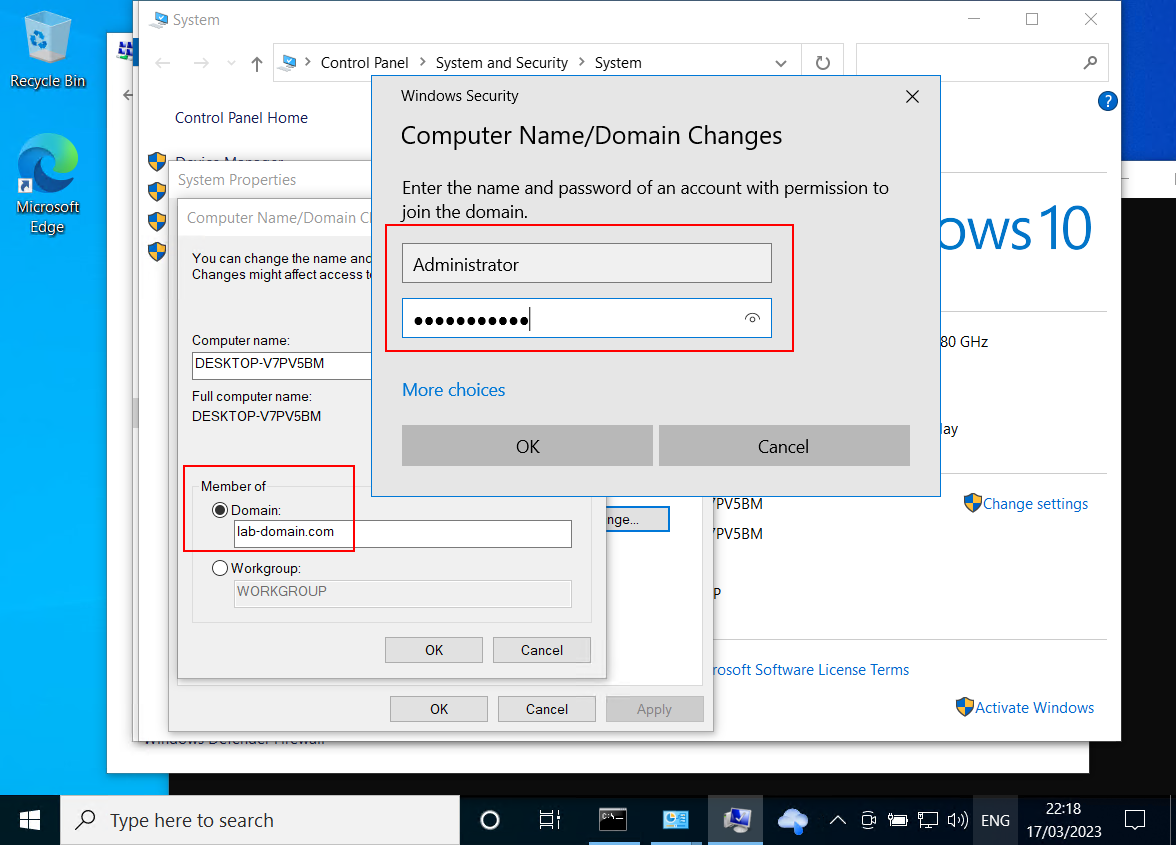 Recycle Bin
Microsoft
Edge
System
Control Panel
System and Security
System
Control Panel Home
Device Manager
System Properties
Computer Name/Domain C
You can change the name and
Changes might affect access t
Computer name:
DESKTOP-V7PV5BM
Full computer name:
DESKTOP-V7PV5BM
Member of
Domain:
lab-domain.com
Workgroup:
WORKGROUP
OK
Cancel
nge...
OK
Cancel
Apply
Windows Security
Computer Name/Domain Changes
Enter the name and password of an account with permission to
join the domain.
Administrator
●●●●●●●●●●●
More choices
OK
Cancel
?
ows 10
80 GHz
lay
7PV5BM
Change settings
7PV5BM
P
rosoft Software License Terms
Activate Windows
Windows Defender Firewall
Type here to search
ENG
22:18
17/03/2023